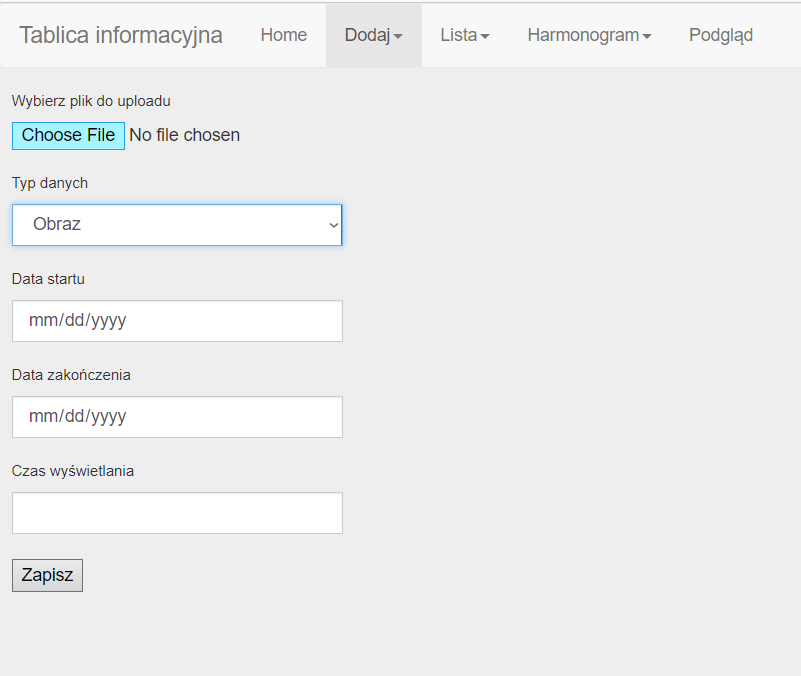 Tablica informacyjna Home Dodaj Lista Harmonogram Podgląd
Wybierz plik do uploadu
Choose File No file chosen
Typ danych
Obraz
Data startu
mm/dd/yyyy
Data zakończenia
mm/dd/yyyy
Czas wyświetlania
Zapisz